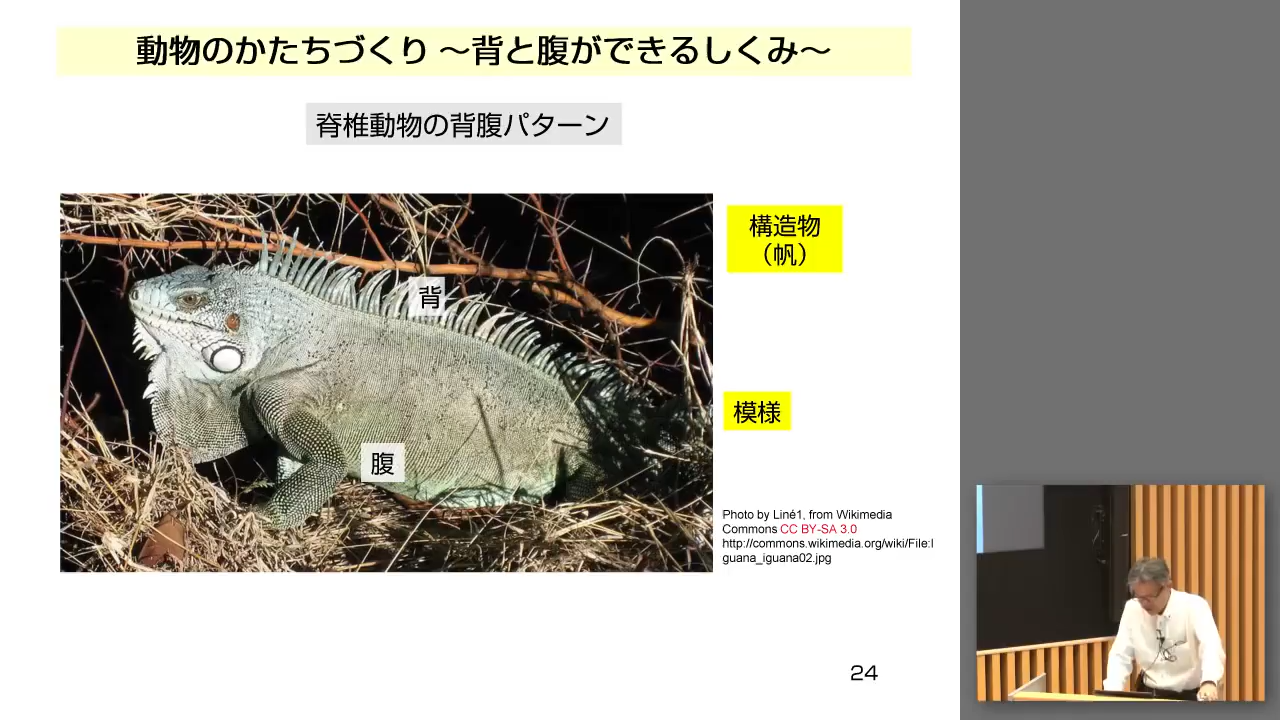 動物のかたちづくり ～背と腹ができるしくみ～
脊椎動物の背腹パターン
構造物
（帆）
背
模様
腹
Photo by Liné1, from Wikimedia
Commons CC BY-SA 3.0
http://commons.wikimedia.org/wiki/File:I
guana_iguana02.jpg
24